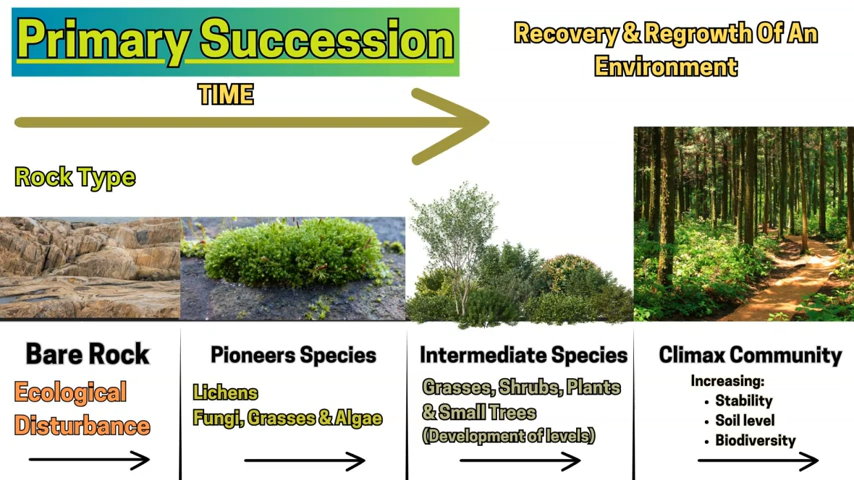 Primary Succession
Recovery & Regrowth Of An
Environment
TIME
Rock Type
Bare Rock
Ecological
Disturbance
Pioneers Species
Lichens
Fungi, Grasses & Algae
Intermediate Species
Grasses, Shrubs, Plants
& Small Trees
(Development of levels)
Climax Community
Increasing:
• Stability
• Soil level
• Biodiversity